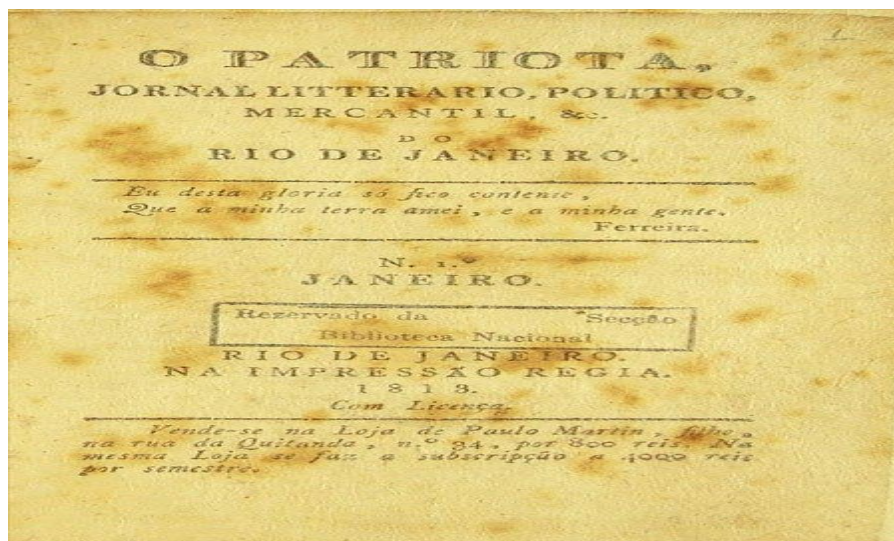 O PATRIOTA,
JORNAL LITTERARIO, POLITICO,
MERCANTIL, &c.
DO
RIO DE JANEIRO.
Eu desta gloria só fico contente,
Que a minha terra amei, e a minha gente.
Ferreira.
N. 1.º
JANEIRO.
Rezervado da Secção
Biblioteca Nacional
RIO DE JANEIRO.
NA IMPRESSÃO REGIA.
1813.
Com Licença.
Vende-se na Loja de Paulo Martin, filho,
na rua da Quitanda, n.º 34, por 800 reis. Na
mesma Loja se faz a subscripção a 4000 reis
por semestre.